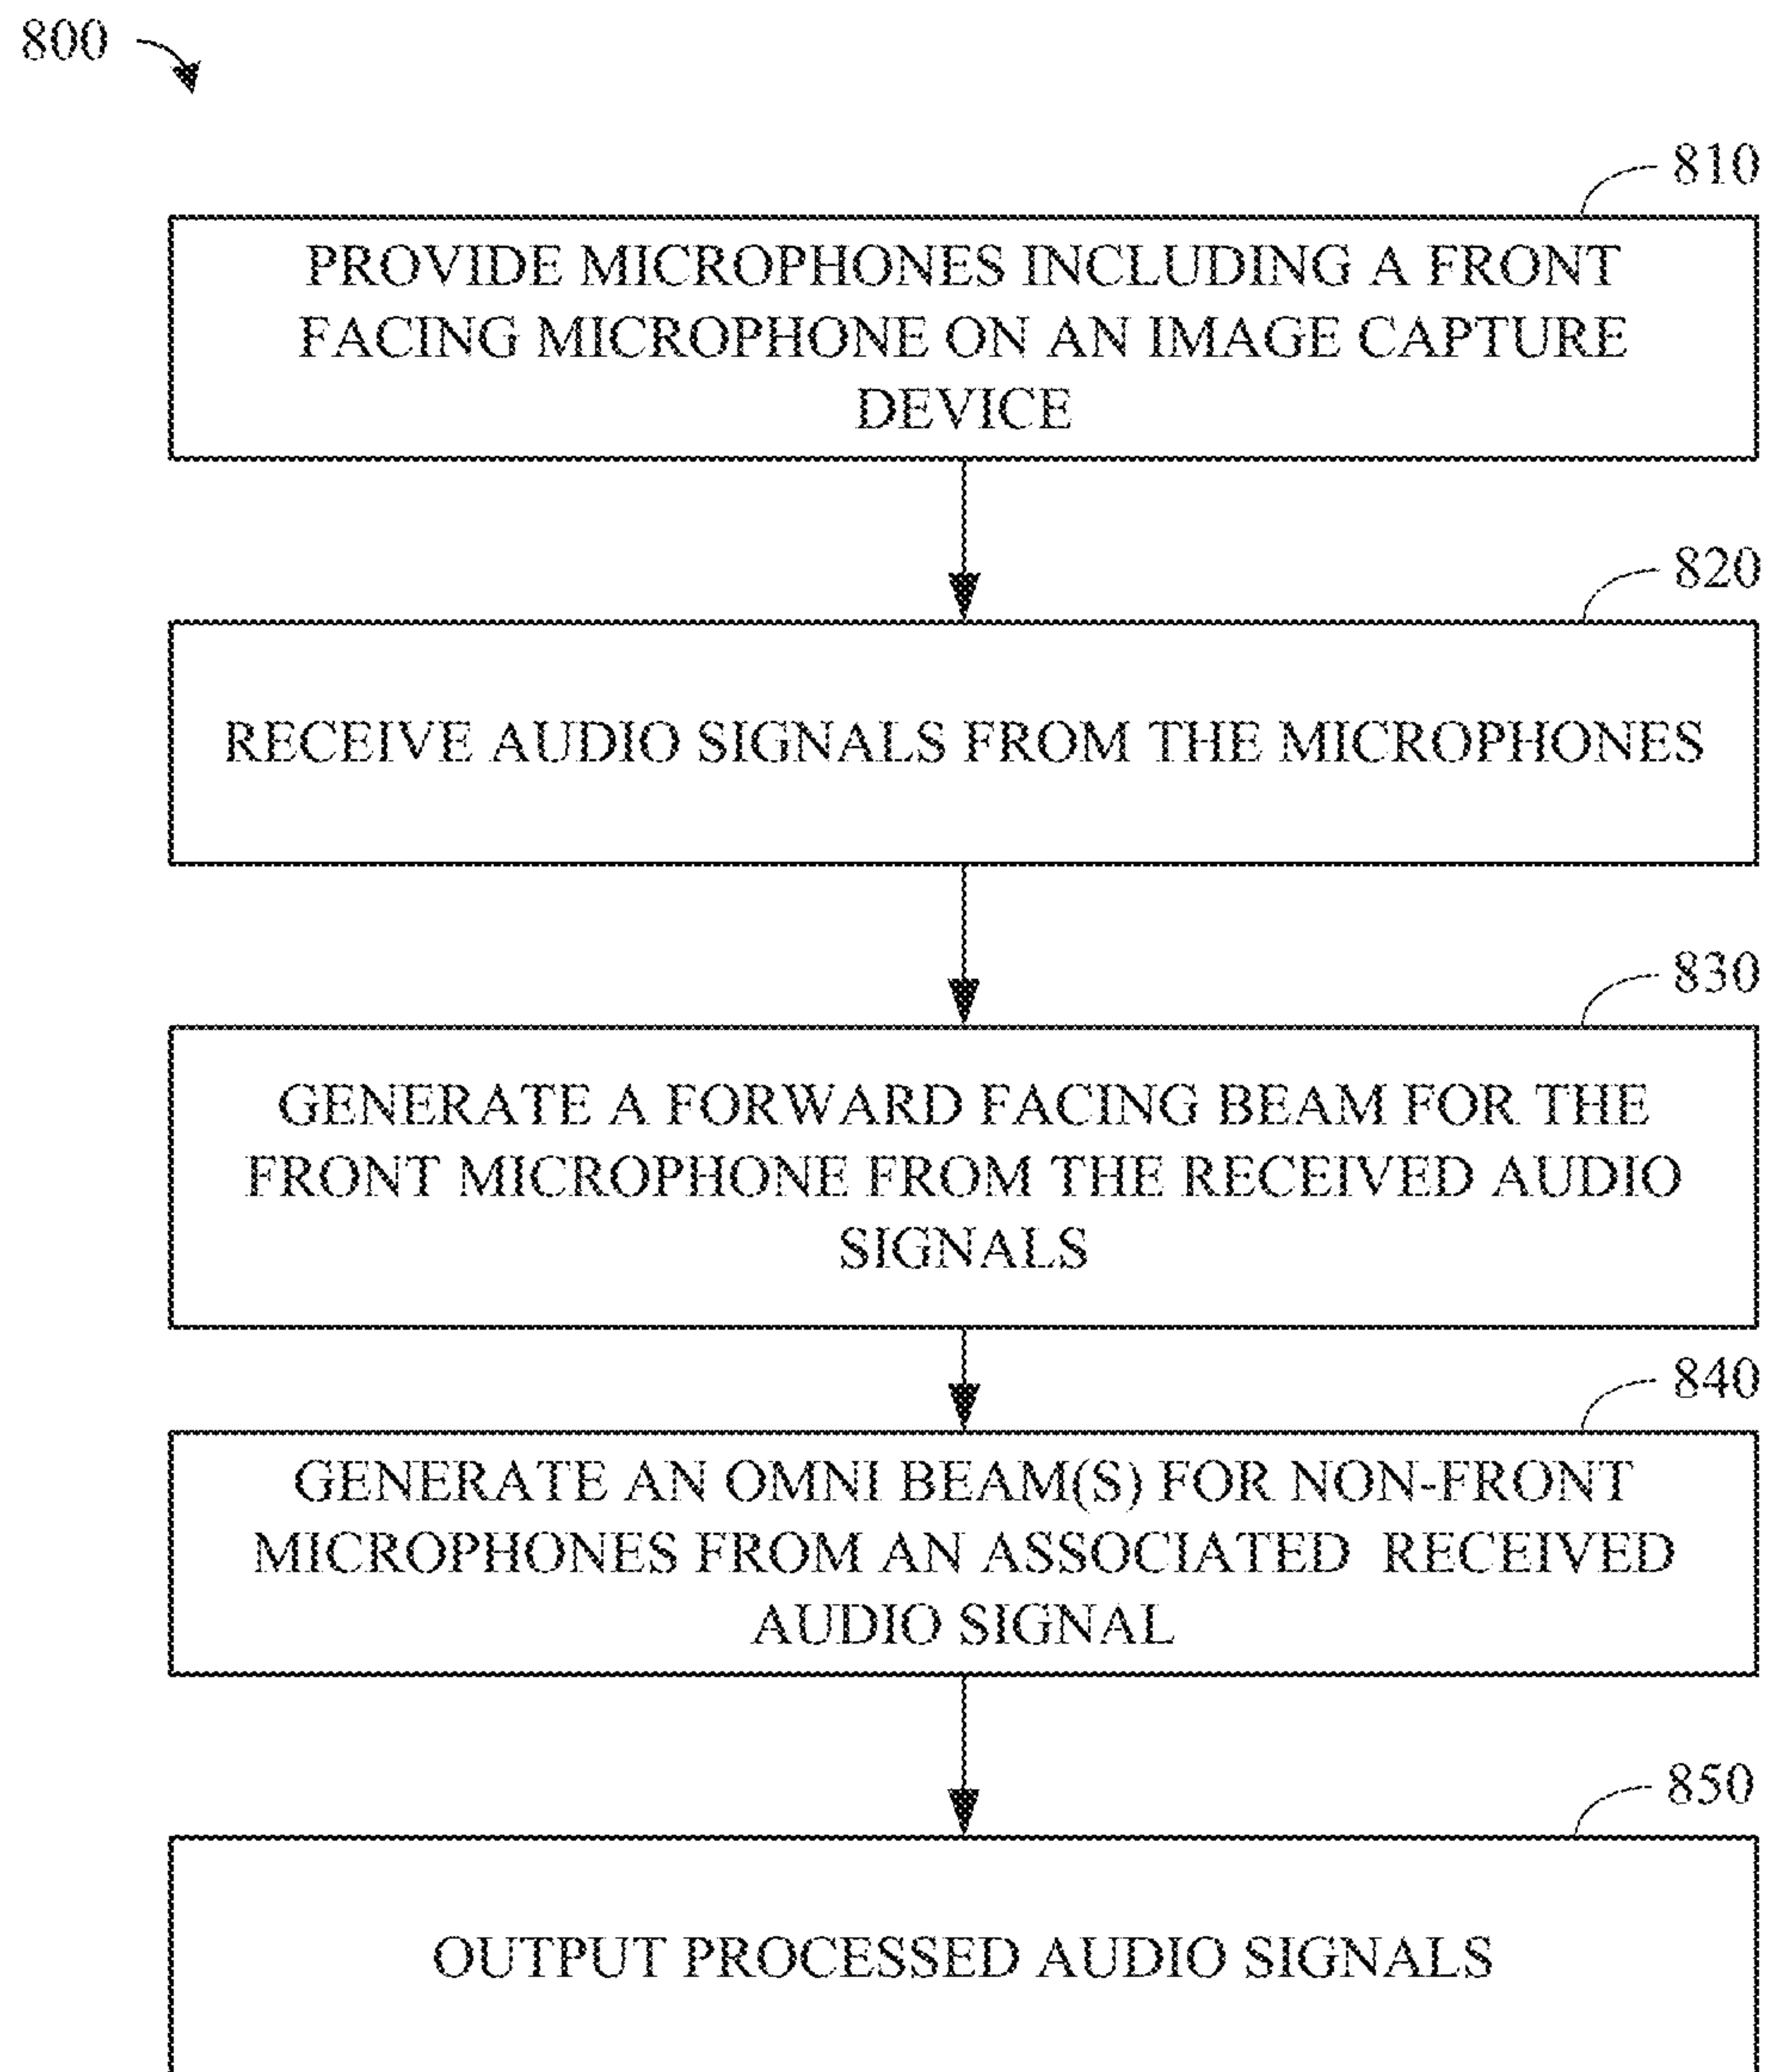 800
810
PROVIDE MICROPHONES INCLUDING A FRONT
FACING MICROPHONE ON AN IMAGE CAPTURE
DEVICE
820
RECEIVE AUDIO SIGNALS FROM THE MICROPHONES
830
GENERATE A FORWARD FACING BEAM FOR THE
FRONT MICROPHONE FROM THE RECEIVED AUDIO
SIGNALS
840
GENERATE AN OMNI BEAM(S) FOR NON-FRONT
MICROPHONES FROM AN ASSOCIATED RECEIVED
AUDIO SIGNAL
850
OUTPUT PROCESSED AUDIO SIGNALS